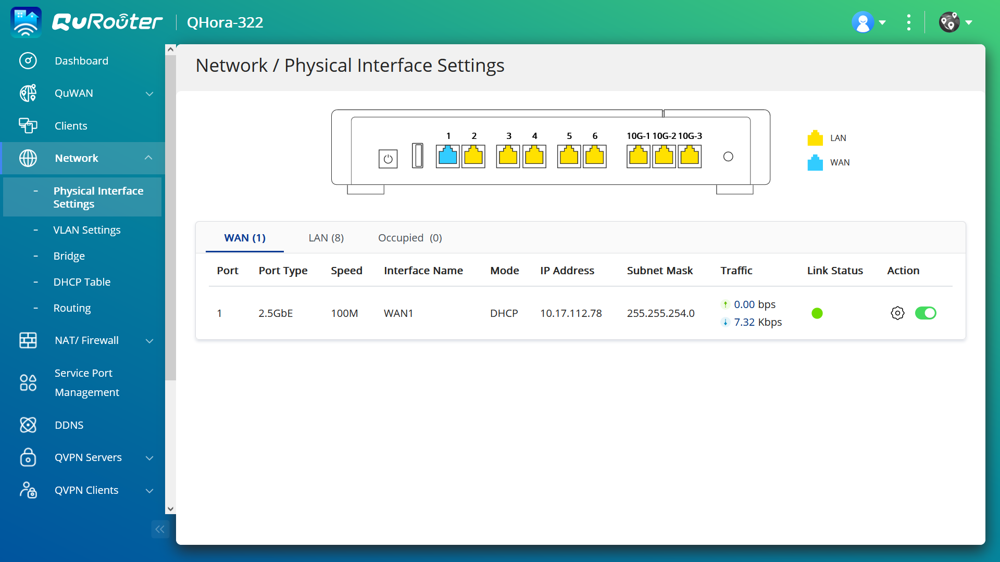 QuRouter
QHora-322
Dashboard
QuWAN
Clients
Network
- Physical Interface
Settings
- VLAN Settings
- Bridge
- DHCP Table
- Routing
NAT/ Firewall
Service Port
Management
DDNS
QVPN Servers
QVPN Clients
Network / Physical Interface Settings
1 2 3 4 5 6 10G-1 10G-2 10G-3
LAN
WAN
WAN (1) LAN (8) Occupied (0)
Port Port Type Speed Interface Name Mode IP Address Subnet Mask Traffic Link Status Action
1 2.5GbE 100M WAN1 DHCP 10.17.112.78 255.255.254.0
0.00 bps
7.32 Kbps